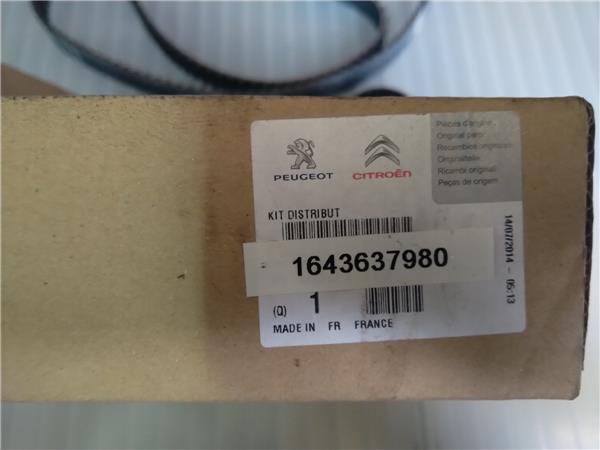 PEUGEOT
CITROËN
Pièces d'origine
Original parts
Recambios originales
Originalteile
Ricambi originali
Peças de origem
KIT DISTRIBUT
1643637980
(Q) 1
MADE IN FR FRANCE
14/07/2014 - 05:13